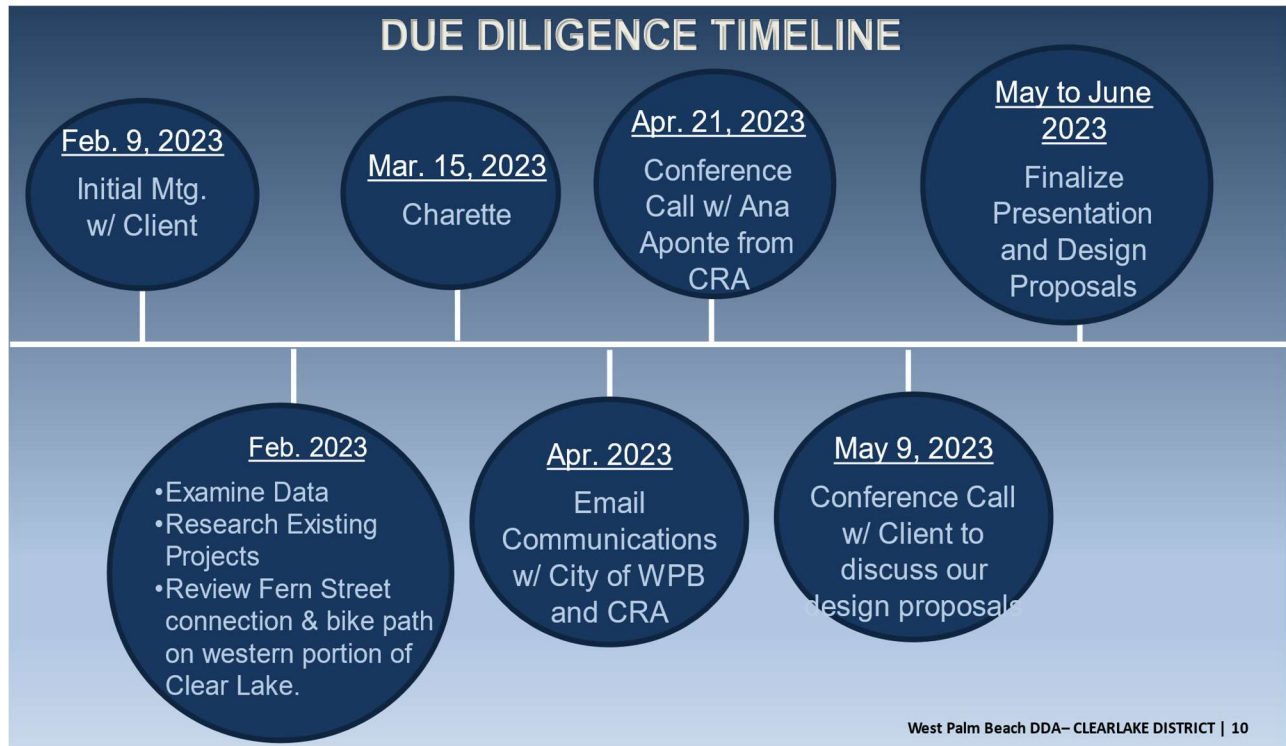 DUE DILIGENCE TIMELINE
Feb. 9, 2023
Initial Mtg.
w/ Client
Feb. 2023
•Examine Data
•Research Existing
Projects
•Review Fern Street
connection & bike path
on western portion of
Clear Lake.
Mar. 15, 2023
Charette
Apr. 2023
Email
Communications
w/ City of WPB
and CRA
Apr. 21, 2023
Conference
Call w/ Ana
Aponte from
CRA
May 9, 2023
Conference Call
w/ Client to
discuss our
design proposals
May to June
2023
Finalize
Presentation
and Design
Proposals
West Palm Beach DDA– CLEARLAKE DISTRICT | 10